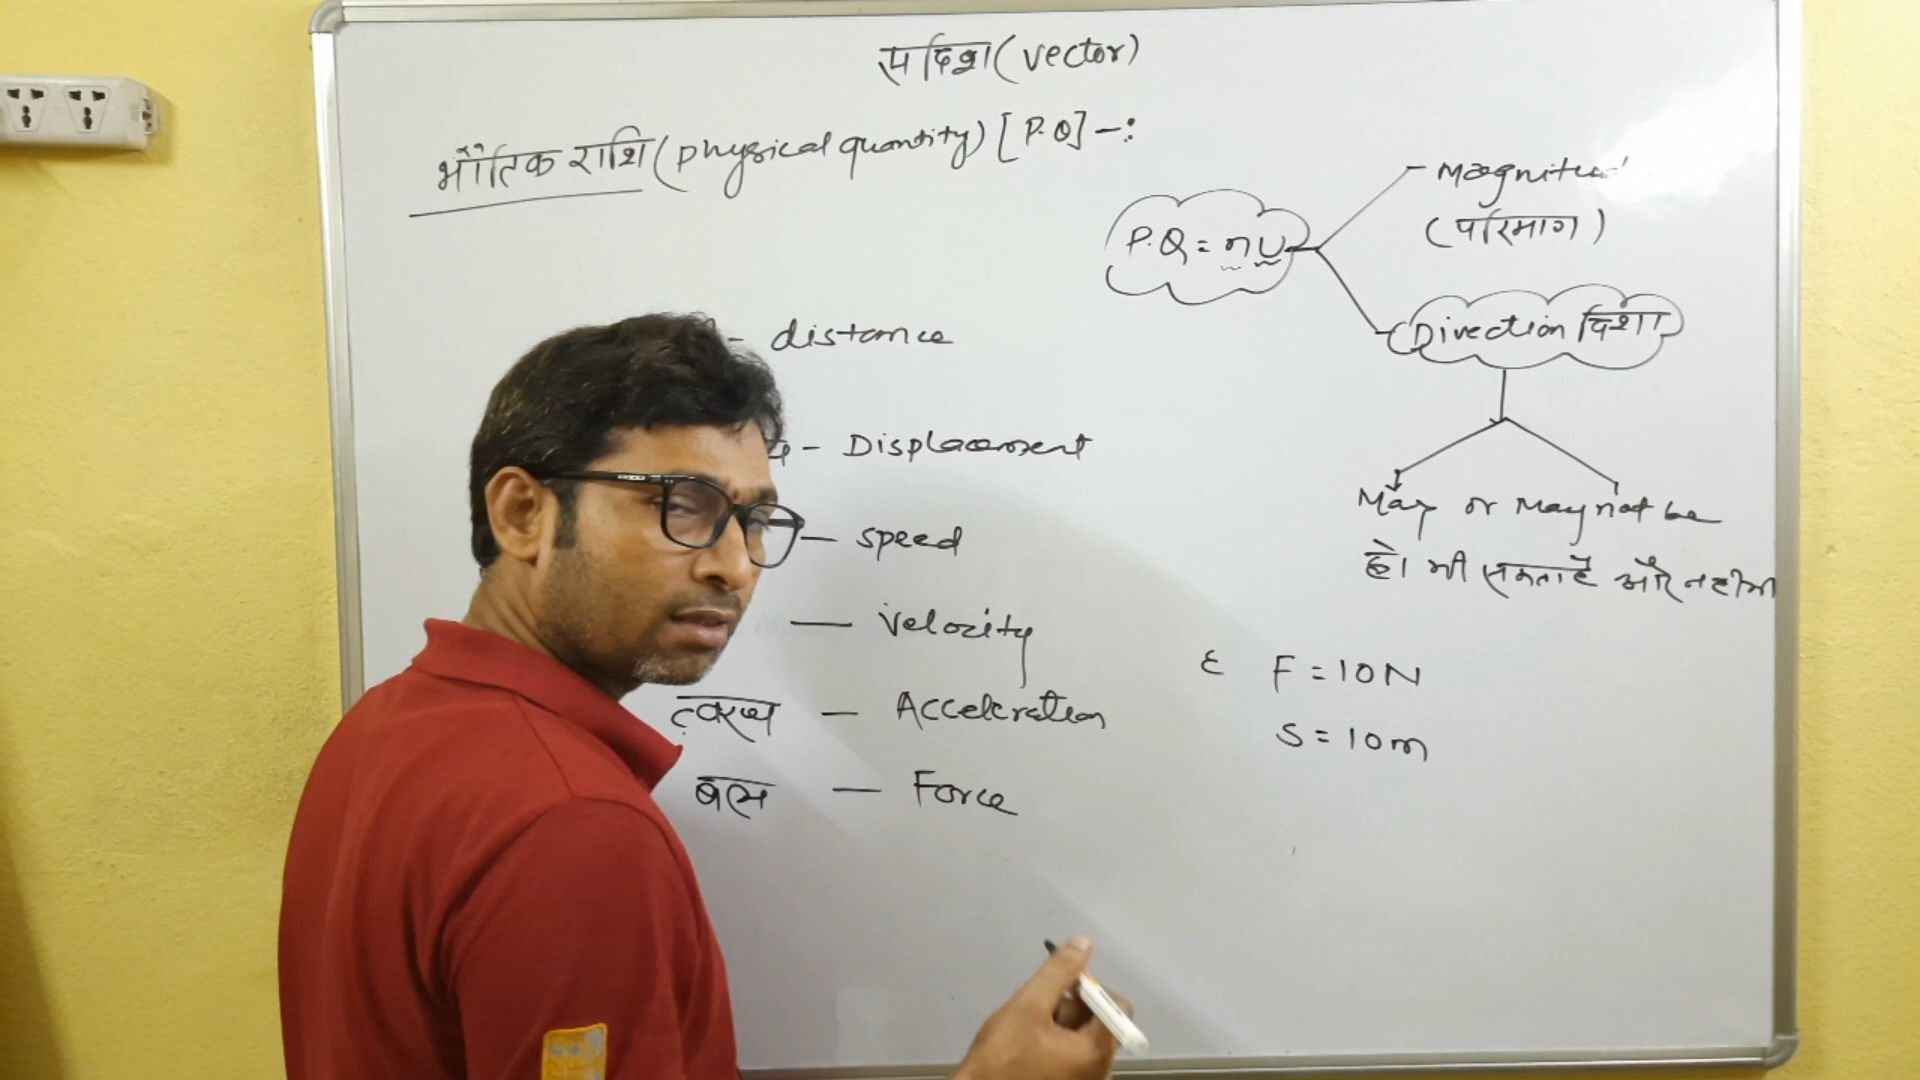 सदिश (vector)
भौतिक राशि (physical quantity) [P.Q] -:
- distance
- Displacement
- speed
- velocity
त्वरण - Acceleration
बल - Force
P.Q = nU
- Magnitud
(परिमाण)
Direction दिशा
May or may not be
हो भी सकता है और नहीं भी
ε F = 10N
S = 10m